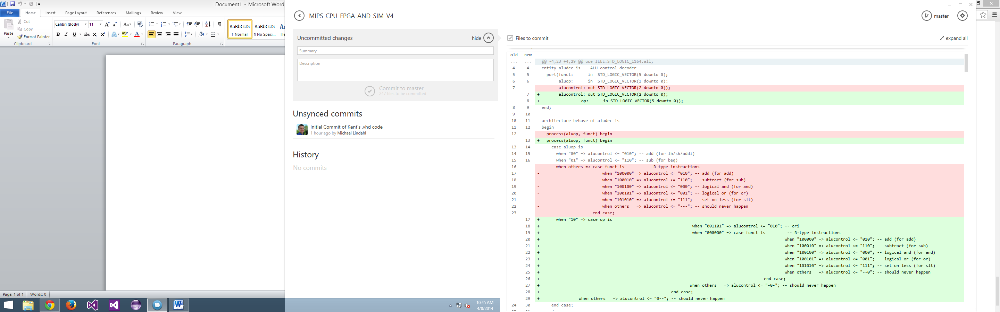 Document1 - Microsoft Word
File Home Insert Page Layout References Mailings Review View
Cut
Copy
Format Painter
Paste
Calibri (Body) 11
AaBbCcDc AaBbCcDc
¶ Normal ¶ No Spaci...
Clipboard Font Paragraph
Page: 1 of 1 Words: 0
MIPS_CPU_FPGA_AND_SIM_V4
master
Uncommitted changes
hide
Summary
Description
Commit to master
247 files to be committed
Unsynced commits
Initial Commit of Kent's .vhd code
1 hour ago by Michael Lindahl
History
No commits
10:45 AM
4/8/2014
Files to commit
expand all
old new
... ... @@ -4,23 +4,29 @@ use IEEE.STD_LOGIC_1164.all;
4 4 entity aludec is -- ALU control decoder
5 5 port(funct: in STD_LOGIC_VECTOR(5 downto 0);
6 6 aluop: in STD_LOGIC_VECTOR(1 downto 0);
7 - alucontrol: out STD_LOGIC_VECTOR(2 downto 0));
7 + alucontrol: out STD_LOGIC_VECTOR(2 downto 0);
8 + op: in STD_LOGIC_VECTOR(5 downto 0));
8 9 end;
9 10
10 11 architecture behave of aludec is
11 12 begin
12 - process(aluop, funct) begin
13 + process(aluop, funct) begin
13 14 case aluop is
14 15 when "00" => alucontrol <= "010"; -- add (for lb/sb/addi)
15 16 when "01" => alucontrol <= "110"; -- sub (for beq)
16 - when others => case funct is -- R-type instructions
17 - when "100000" => alucontrol <= "010"; -- add (for add)
18 - when "100010" => alucontrol <= "110"; -- subtract (for sub)
19 - when "100100" => alucontrol <= "000"; -- logical and (for and)
20 - when "100101" => alucontrol <= "001"; -- logical or (for or)
21 - when "101010" => alucontrol <= "111"; -- set on less (for slt)
22 - when others => alucontrol <= "---"; -- should never happen
23 - end case;
17 + when "10" => case op is
18 + when "001101" => alucontrol <= "010"; -- ori
19 + when "000000" => case funct is -- R-type instructions
20 + when "100000" => alucontrol <= "010"; -- add (for add)
21 + when "100010" => alucontrol <= "110"; -- subtract (for sub)
22 + when "100100" => alucontrol <= "000"; -- logical and (for and)
23 + when "100101" => alucontrol <= "001"; -- logical or (for or)
24 + when "101010" => alucontrol <= "111"; -- set on less (for slt)
25 + when others => alucontrol <= "--0"; -- should never happen
26 + end case;
27 + when others => alucontrol <= "-0-"; -- should never happen
28 + end case;
29 + when others => alucontrol <= "0--"; -- should never happen
24 30 end case;